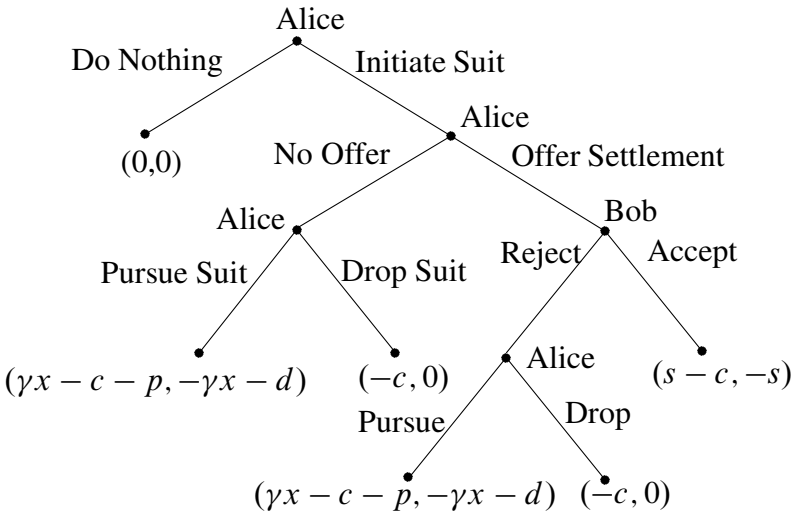 Alice
Do Nothing
Initiate Suit
Alice
(0,0)
No Offer
Offer Settlement
Alice
Bob
Pursue Suit
Drop Suit
Reject
Accept
(γx − c − p, −γx − d)
(−c, 0)
Alice
(s − c, −s)
Pursue
Drop
(γx − c − p, −γx − d)
(−c, 0)